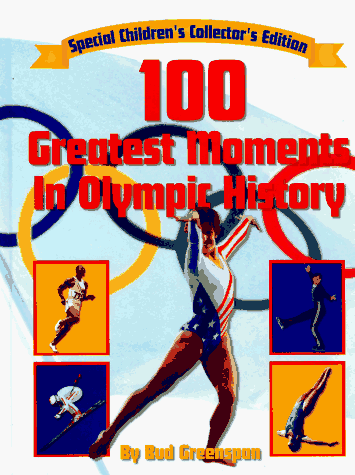 Special Children's Collector's Edition
100
Greatest Moments
In Olympic History
By Bud Greenspan